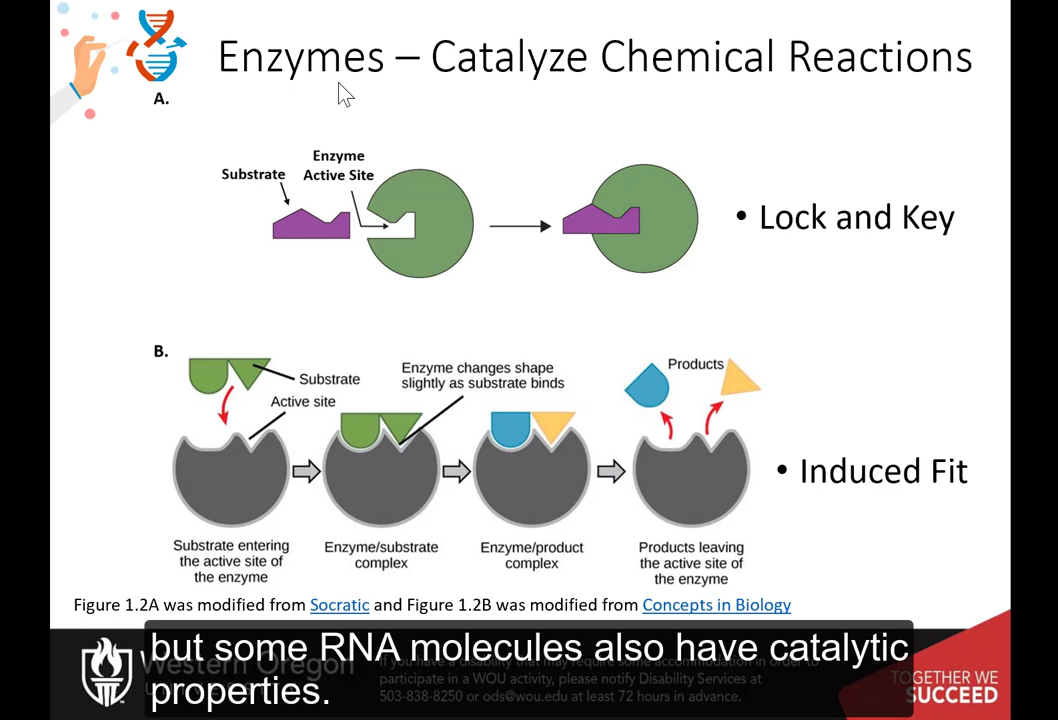 Enzymes – Catalyze Chemical Reactions
A.
Enzyme
Active Site
Substrate
• Lock and Key
B.
Substrate
Active site
Enzyme changes shape
slightly as substrate binds
Products
• Induced Fit
Substrate entering
the active site of
the enzyme
Enzyme/substrate
complex
Enzyme/product
complex
Products leaving
the active site of
the enzyme
Figure 1.2A was modified from Socratic and Figure 1.2B was modified from Concepts in Biology
but some RNA molecules also have catalytic
properties.
Western Oregon
If you have a disability that may require some accommodation in order to
participate in a WOU activity, please notify Disability Services at
503-838-8250 or ods@wou.edu at least 72 hours in advance.
TOGETHER WE
SUCCEED